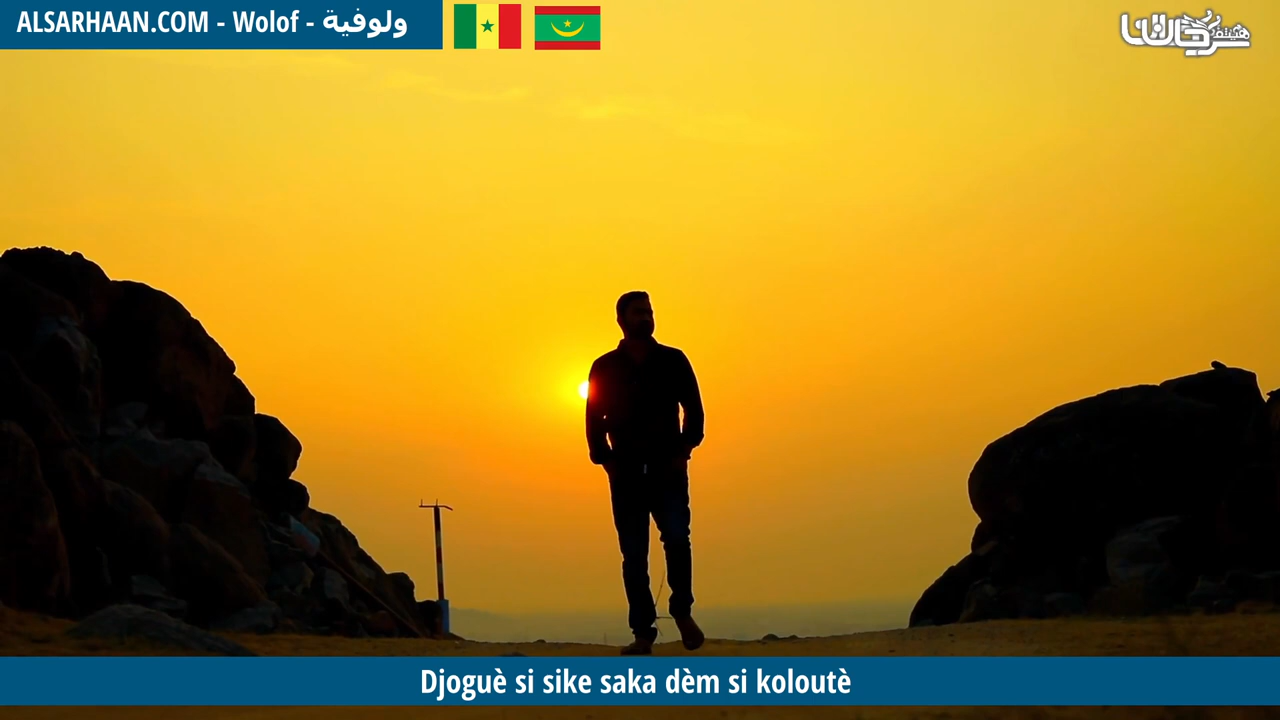 ALSARHAAN.COM - Wolof - ولوفية
Djoguè si sike saka dèm si koloutè